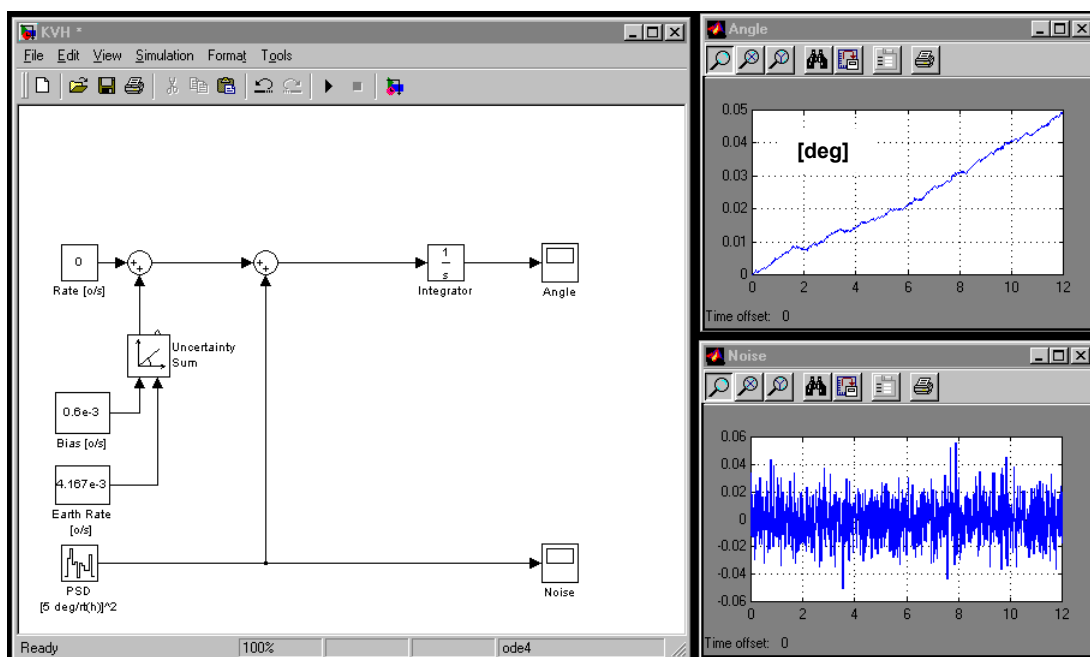 KVH *
File Edit View Simulation Format Tools
0
Rate [o/s]
+
+
+
+
1
s
Integrator
Angle
Uncertainty
Sum
0.6e-3
Bias [o/s]
4.167e-3
Earth Rate
[o/s]
PSD
[5 deg/rt(h)]^2
Noise
Ready 100% ode4
Angle
0.05
0.04
0.03
0.02
0.01
0
[deg]
0 2 4 6 8 10 12
Time offset: 0
Noise
0.06
0.04
0.02
0
-0.02
-0.04
-0.06
0 2 4 6 8 10 12
Time offset: 0